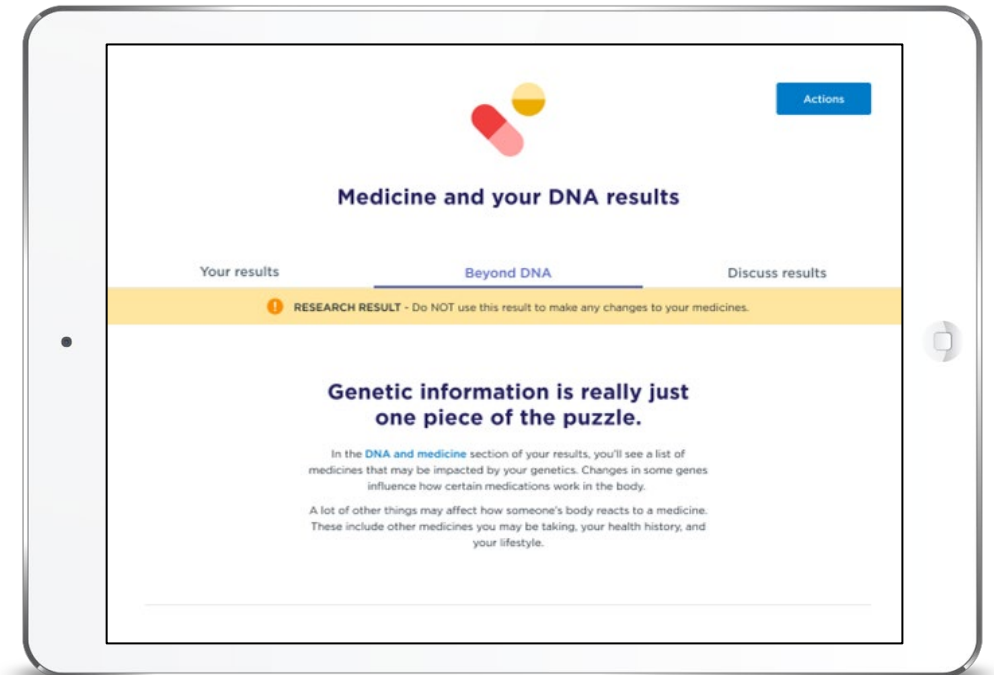 Actions
Medicine and your DNA results
Your results
Beyond DNA
Discuss results
RESEARCH RESULT - Do NOT use this result to make any changes to your medicines.
Genetic information is really just
one piece of the puzzle.
In the DNA and medicine section of your results, you'll see a list of
medicines that may be impacted by your genetics. Changes in some genes
influence how certain medications work in the body.
A lot of other things may affect how someone's body reacts to a medicine.
These include other medicines you may be taking, your health history, and
your lifestyle.